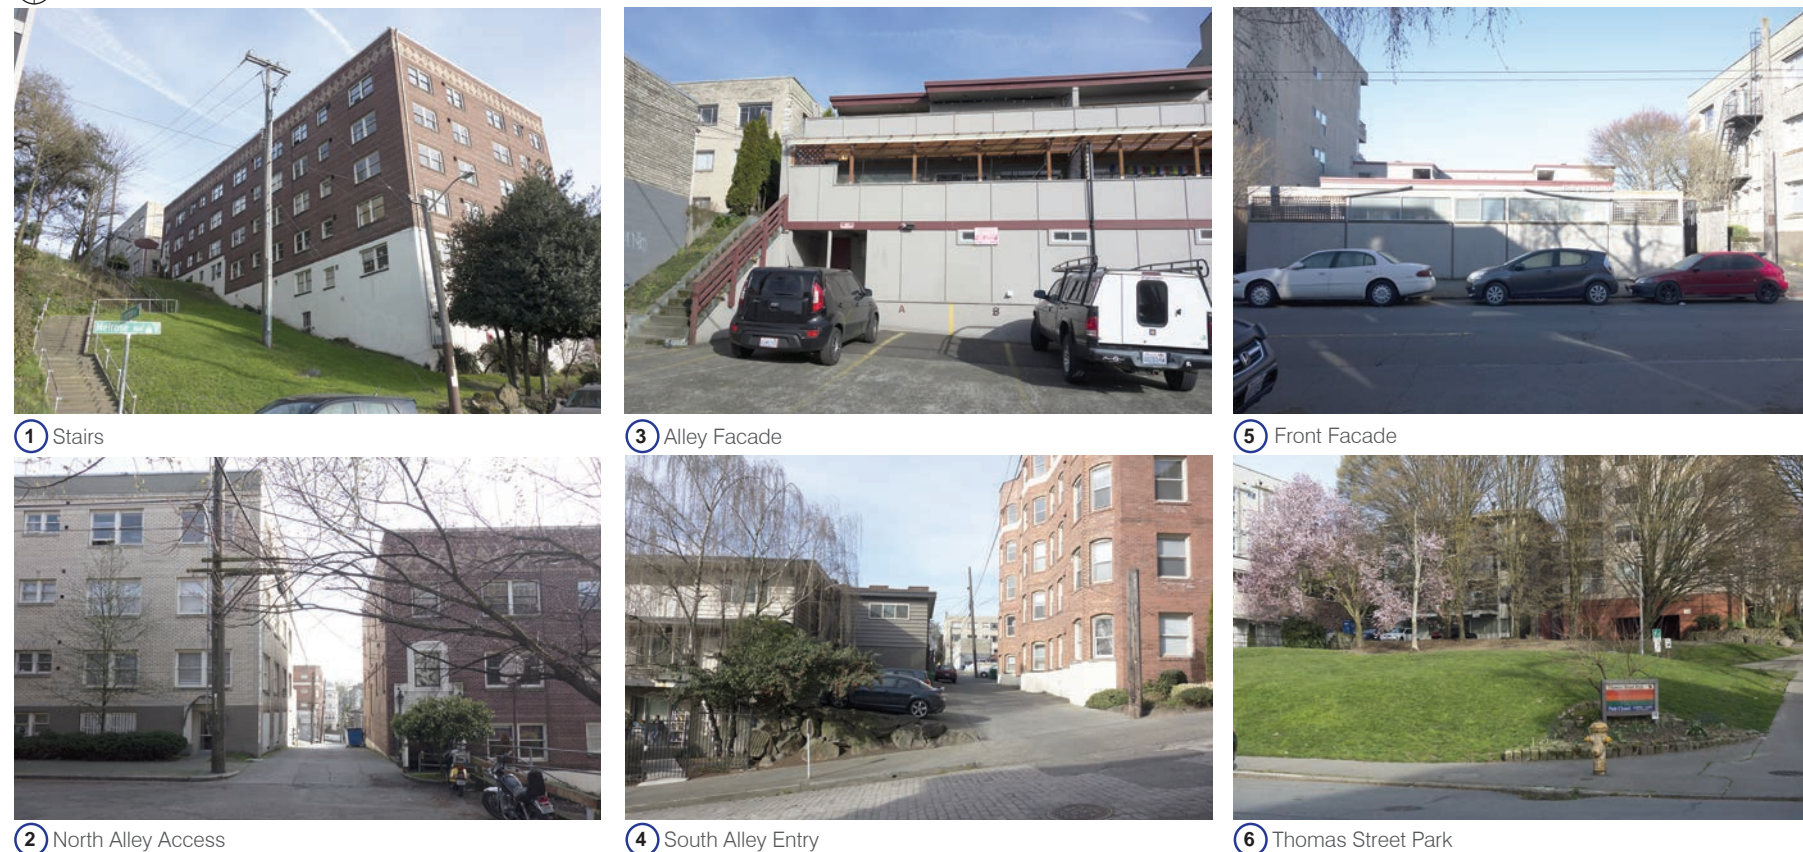 1 Stairs
3 Alley Facade
A
B
5 Front Facade
2 North Alley Access
4 South Alley Entry
6 Thomas Street Park